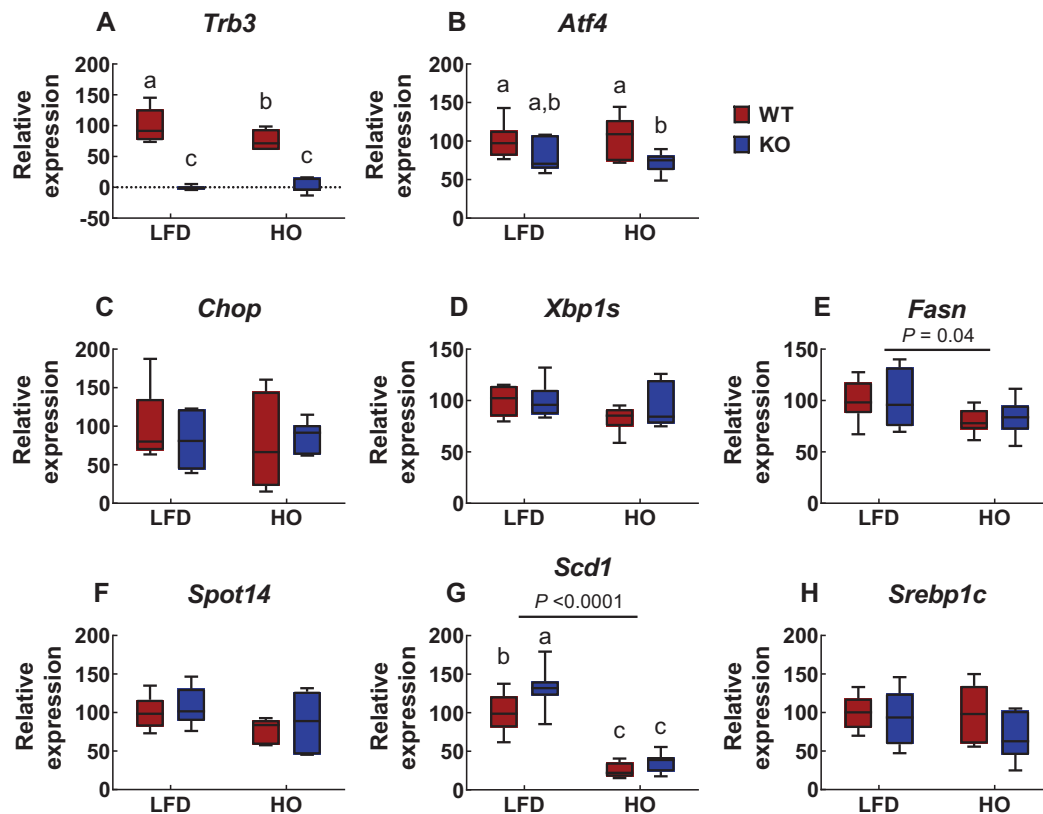 A Trb3
Relative expression
200
150
100
50
0
-50
a
c
b
c
LFD HO
B Atf4
Relative expression
200
150
100
50
0
a
a,b
a
b
LFD HO
WT
KO
C Chop
Relative expression
200
150
100
50
0
LFD HO
D Xbp1s
Relative expression
150
100
50
0
LFD HO
E Fasn
P = 0.04
Relative expression
150
100
50
0
LFD HO
F Spot14
Relative expression
200
150
100
50
0
LFD HO
G Scd1
P <0.0001
Relative expression
200
150
100
50
0
b
a
c
c
LFD HO
H Srebp1c
Relative expression
200
150
100
50
0
LFD HO